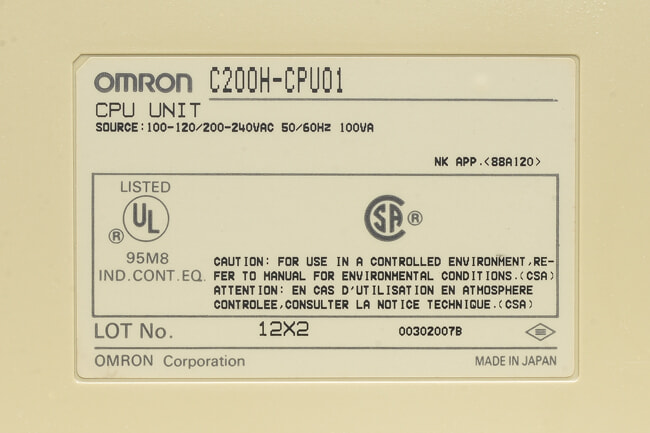 OMRON C200H-CPU01
CPU UNIT
SOURCE:100-120/200-240VAC 50/60Hz 100VA
NK APP.<88A120>
LISTED
UL ®
SA ®
95M8
IND.CONT.EQ.
CAUTION: FOR USE IN A CONTROLLED ENVIRONMENT,RE-
FER TO MANUAL FOR ENVIRONMENTAL CONDITIONS.(CSA)
ATTENTION: EN CAS D'UTILISATION EN ATMOSPHERE
CONTROLEE,CONSULTER LA NOTICE TECHNIQUE.(CSA)
LOT No. 12X2 00302007B
OMRON Corporation MADE IN JAPAN